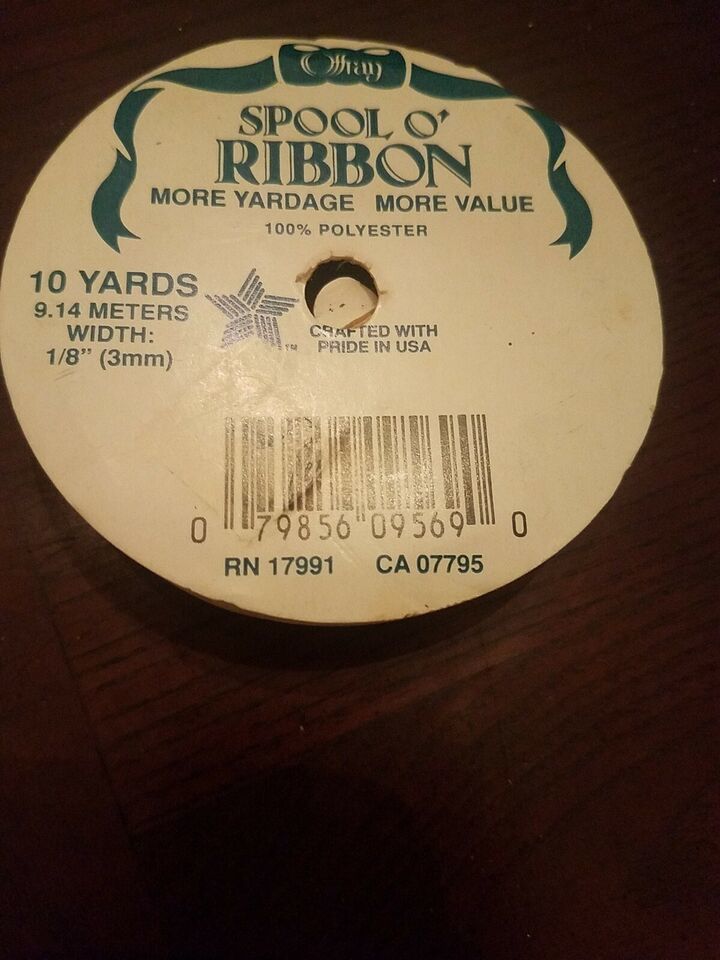 Offray
SPOOL O'
RIBBON
MORE YARDAGE MORE VALUE
100% POLYESTER
10 YARDS
9.14 METERS
WIDTH:
1/8" (3mm)
TM
CRAFTED WITH
PRIDE IN USA
0 79856 09569 0
RN 17991 CA 07795